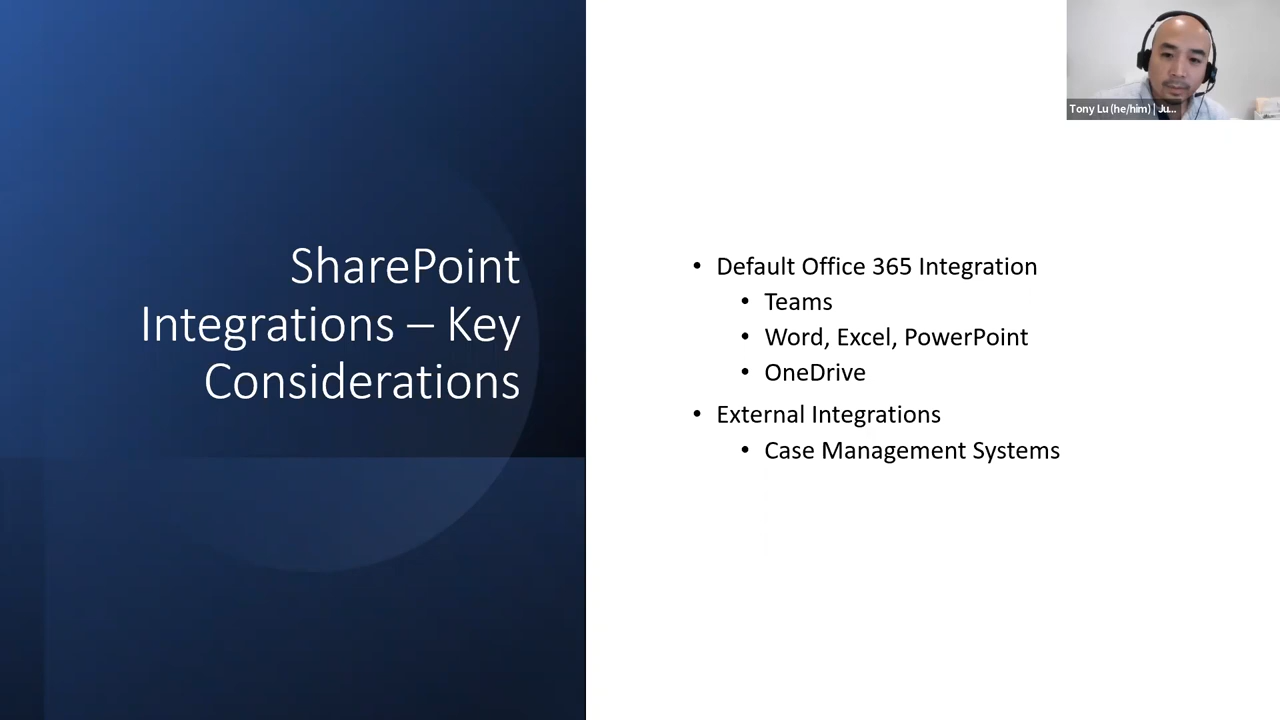 SharePoint
Integrations – Key
Considerations
• Default Office 365 Integration
• Teams
• Word, Excel, PowerPoint
• OneDrive
• External Integrations
• Case Management Systems
Tony Lu (he/him) | Ju...